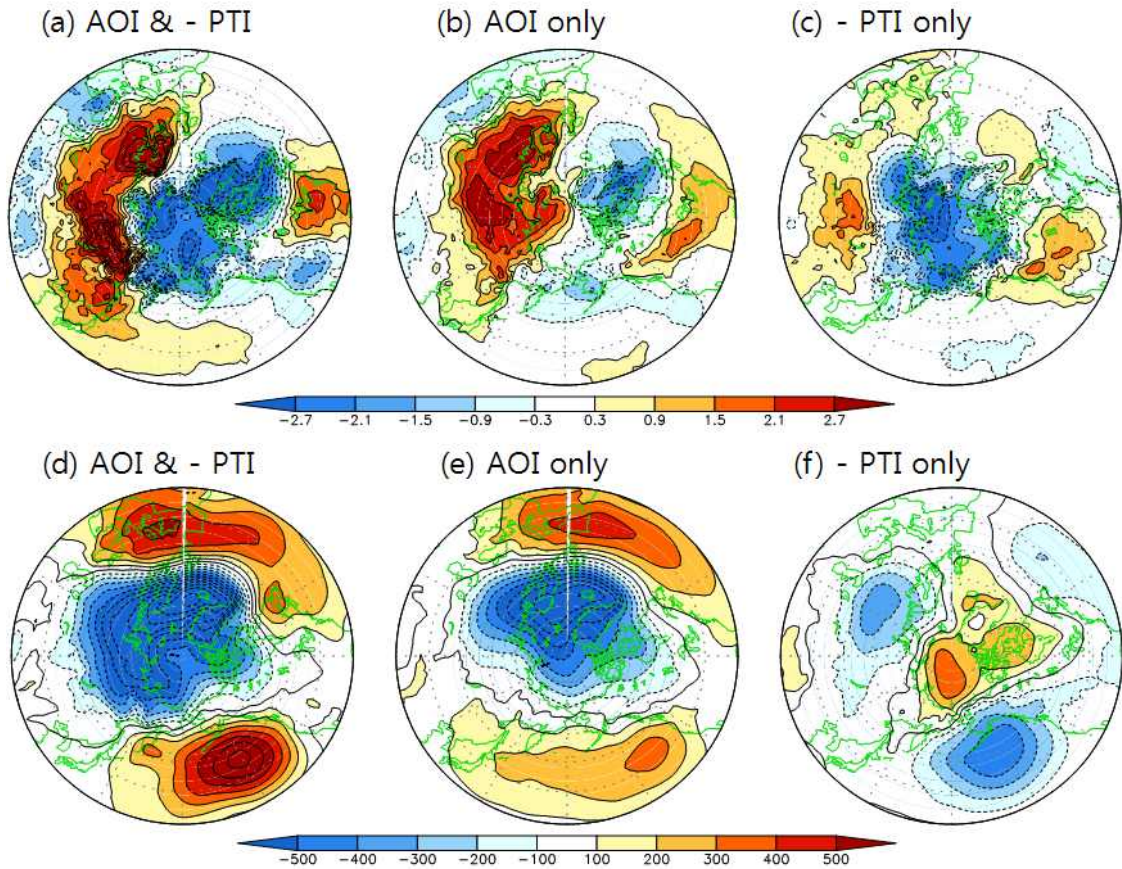 (a) AOI & - PTI (b) AOI only (c) - PTI only
-2.7 -2.1 -1.5 -0.9 -0.3 0.3 0.9 1.5 2.1 2.7
(d) AOI & - PTI (e) AOI only (f) - PTI only
-500 -400 -300 -200 -100 100 200 300 400 500